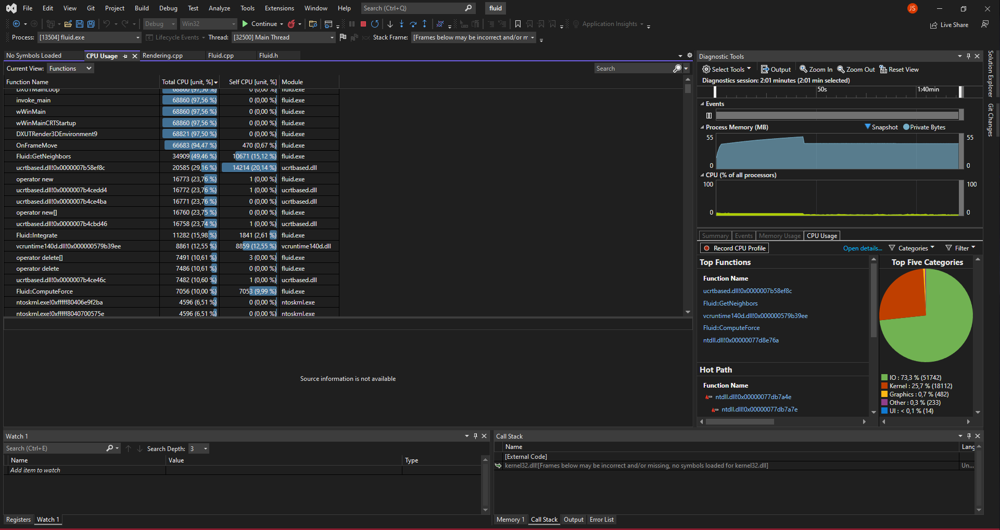 File Edit View Git Project Build Debug Test Analyze Tools Extensions Window Help Search (Ctrl+Q) fluid JS
Debug Win32 Continue Application Insights Live Share
Process: [13504] fluid.exe Lifecycle Events Thread: [32500] Main Thread Stack Frame: [Frames below may be incorrect and/or m
No Symbols Loaded CPU Usage Rendering.cpp Fluid.cpp Fluid.h
Current View: Functions Search
Function Name Total CPU [unit, %] Self CPU [unit, %] Module
DXUTMainLoop 68860 (97,56 %) 0 (0,00 %) fluid.exe
invoke_main 68860 (97,56 %) 0 (0,00 %) fluid.exe
wWinMain 68860 (97,56 %) 0 (0,00 %) fluid.exe
wWinMainCRTStartup 68860 (97,56 %) 0 (0,00 %) fluid.exe
DXUTRender3DEnvironment9 68821 (97,50 %) 0 (0,00 %) fluid.exe
OnFrameMove 66683 (94,47 %) 470 (0,67 %) fluid.exe
Fluid::GetNeighbors 34909 (49,46 %) 10671 (15,12 %) fluid.exe
ucrtbased.dll!0x0000007b58ef8c 20585 (29,16 %) 14214 (20,14 %) ucrtbased.dll
operator new 16773 (23,76 %) 1 (0,00 %) fluid.exe
ucrtbased.dll!0x0000007b4cedd4 16772 (23,76 %) 1 (0,00 %) ucrtbased.dll
ucrtbased.dll!0x0000007b4ce4ba 16771 (23,76 %) 0 (0,00 %) ucrtbased.dll
operator new[] 16760 (23,75 %) 0 (0,00 %) fluid.exe
ucrtbased.dll!0x0000007b4cbd46 16758 (23,74 %) 1 (0,00 %) ucrtbased.dll
Fluid::Integrate 11282 (15,98 %) 1841 (2,61 %) fluid.exe
vcruntime140d.dll!0x000000579b39ee 8861 (12,55 %) 8859 (12,55 %) vcruntime140d.dll
operator delete[] 7491 (10,61 %) 3 (0,00 %) fluid.exe
operator delete 7486 (10,61 %) 0 (0,00 %) fluid.exe
ucrtbased.dll!0x0000007b4ce46c 7482 (10,60 %) 1 (0,00 %) ucrtbased.dll
Fluid::ComputeForce 7056 (10,00 %) 7053 (9,99 %) fluid.exe
ntoskrnl.exe!0xfffff80406e9f2ba 4596 (6,51 %) 0 (0,00 %) ntoskrnl.exe
ntoskrnl.exe!0xfffff8040700575e 4596 (6,51 %) 0 (0,00 %) ntoskrnl.exe
Source information is not available
Diagnostic Tools
Select Tools Output Zoom In Zoom Out Reset View
Diagnostics session: 2:01 minutes (2:01 min selected)
50s 1:40min
Events
Process Memory (MB) Snapshot Private Bytes
55 55
0 0
CPU (% of all processors)
100 100
0 0
Summary Events Memory Usage CPU Usage
Record CPU Profile Open details... Categories Filter
Top Functions
Function Name
ucrtbased.dll!0x0000007b58ef8c
Fluid::GetNeighbors
vcruntime140d.dll!0x000000579b39ee
Fluid::ComputeForce
ntdll.dll!0x00000077d8e76a
Hot Path
Function Name
ntdll.dll!0x00000077db7a4e
ntdll.dll!0x00000077db7a7e
Top Five Categories
IO : 73,3 % (51742)
Kernel : 25,7 % (18112)
Graphics : 0,7 % (482)
Other : 0,3 % (233)
UI : < 0,1 % (14)
Solution Explorer
Git Changes
Watch 1
Search (Ctrl+E) Search Depth: 3
Name Value Type
Add item to watch
Registers Watch 1
Call Stack
Name Lang
[External Code]
kernel32.dll![Frames below may be incorrect and/or missing, no symbols loaded for kernel32.dll] Un...
Memory 1 Call Stack Output Error List